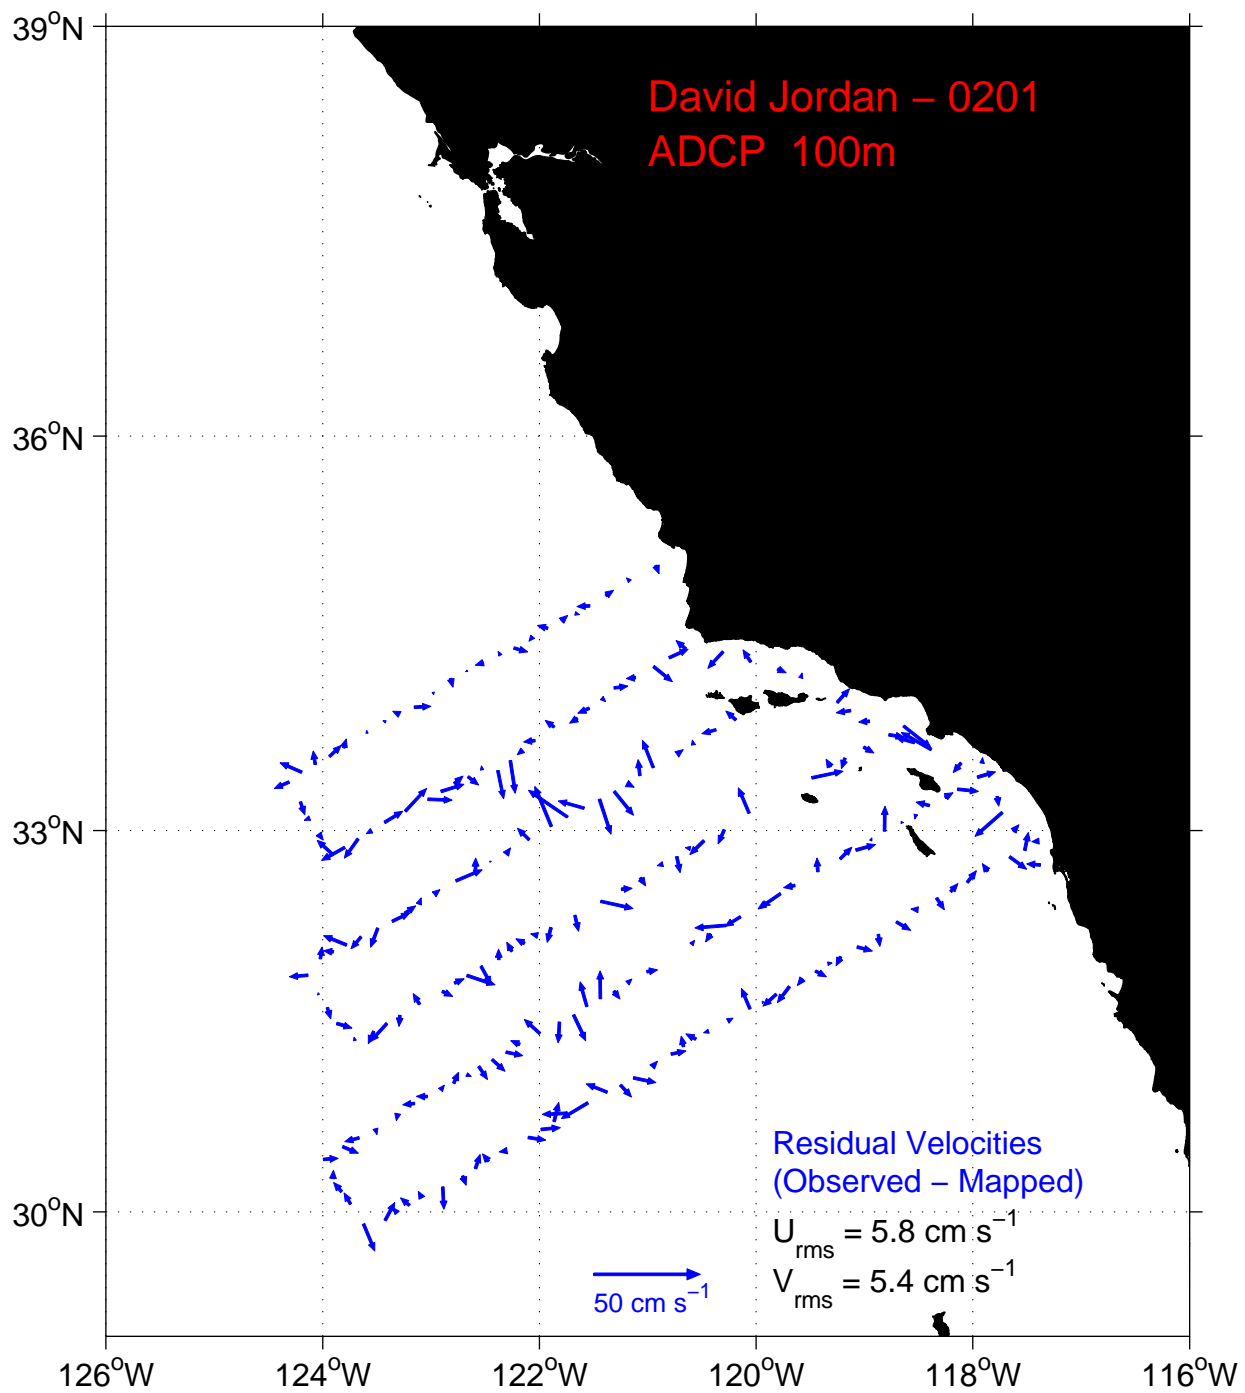 39°N
David Jordan – 0201
ADCP 100m
36°N
33°N
30°N
Residual Velocities
(Observed – Mapped)
U_rms = 5.8 cm s⁻¹
V_rms = 5.4 cm s⁻¹
50 cm s⁻¹
126°W 124°W 122°W 120°W 118°W 116°W